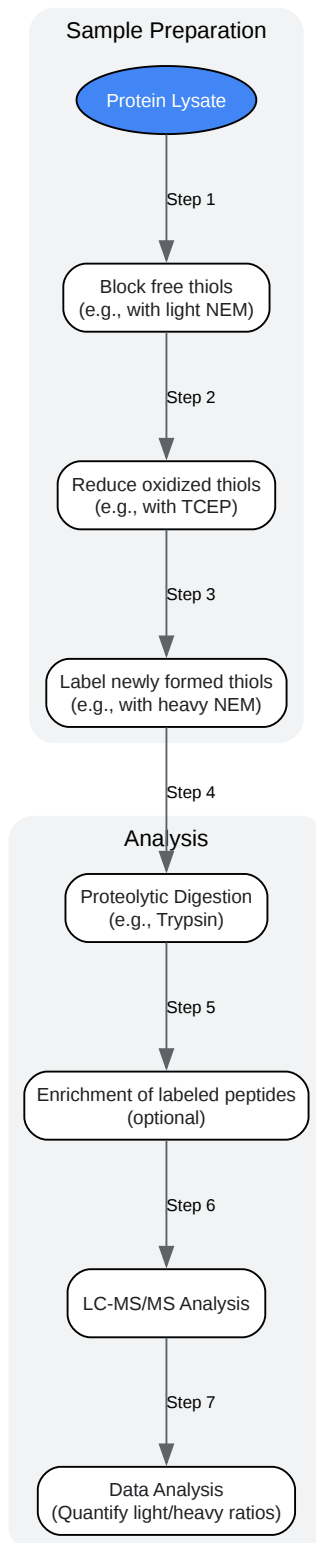 Sample Preparation
Protein Lysate
Step 1
Block free thiols
(e.g., with light NEM)
Step 2
Reduce oxidized thiols
(e.g., with TCEP)
Step 3
Label newly formed thiols
(e.g., with heavy NEM)
Step 4
Analysis
Proteolytic Digestion
(e.g., Trypsin)
Step 5
Enrichment of labeled peptides
(optional)
Step 6
LC-MS/MS Analysis
Step 7
Data Analysis
(Quantify light/heavy ratios)